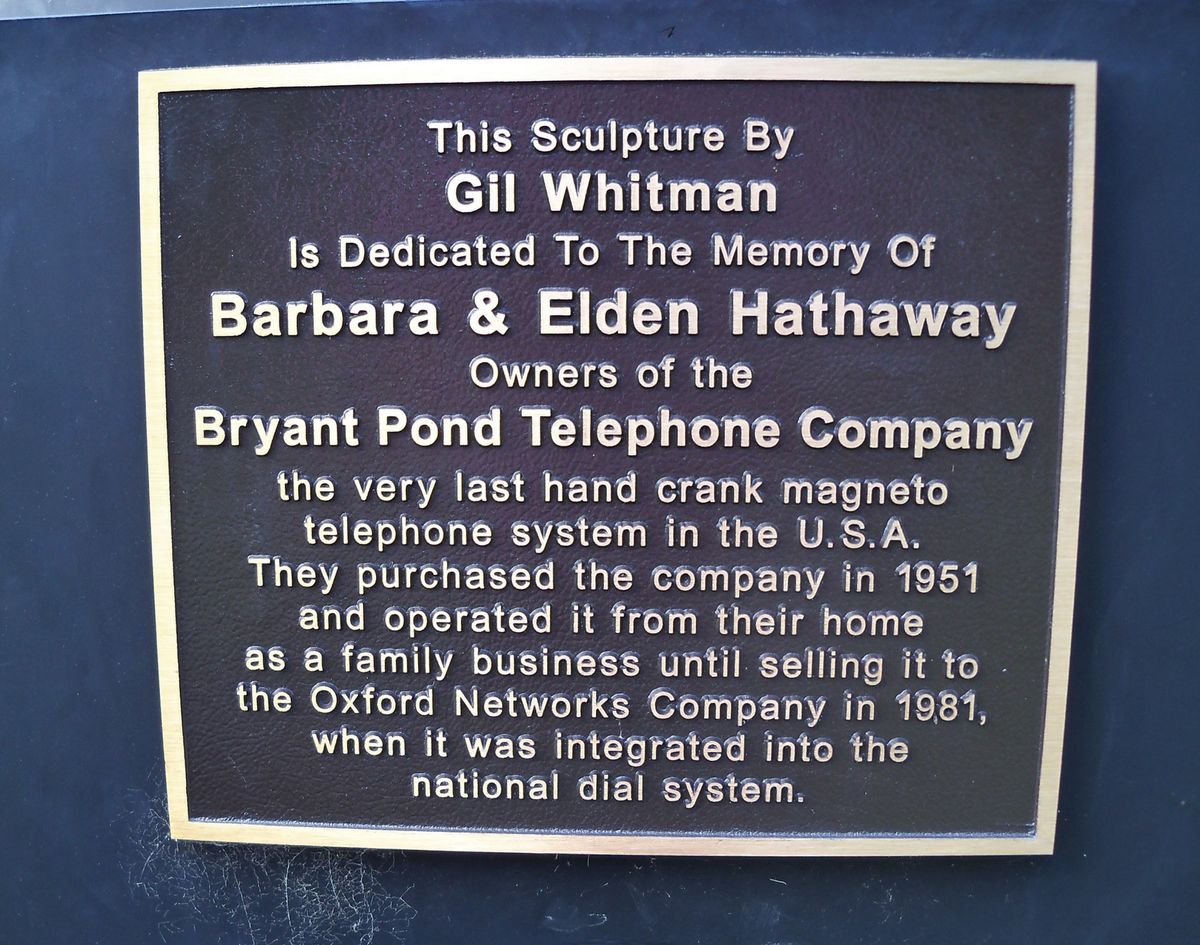 This Sculpture By
Gil Whitman
Is Dedicated To The Memory Of
Barbara & Elden Hathaway
Owners of the
Bryant Pond Telephone Company
the very last hand crank magneto
telephone system in the U.S.A.
They purchased the company in 1951
and operated it from their home
as a family business until selling it to
the Oxford Networks Company in 1981,
when it was integrated into the
national dial system.